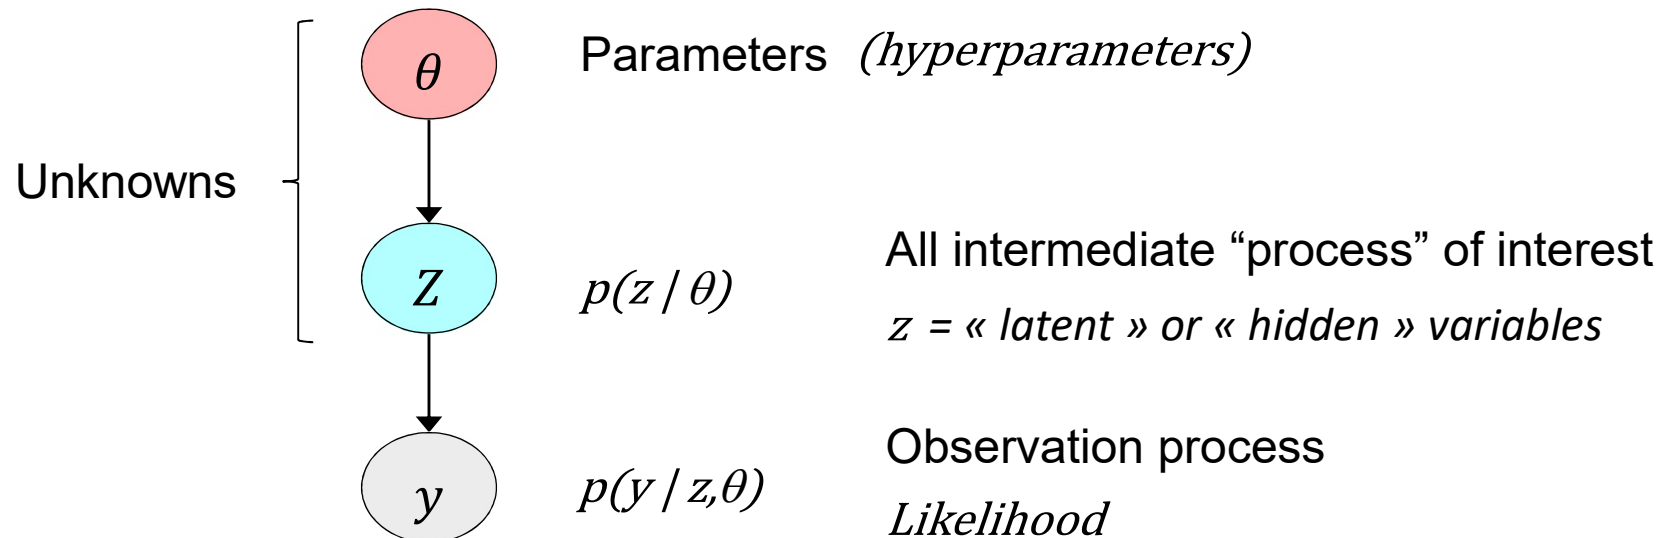 θ
Parameters (hyperparameters)
Unknowns
Z
p(z / θ)
All intermediate “process” of interest
z = « latent » or « hidden » variables
y
p(y / z,θ)
Observation process
Likelihood